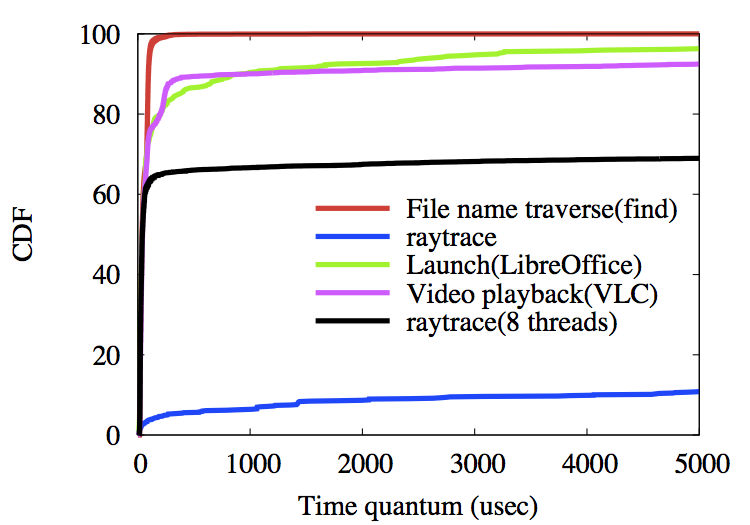 100
80
60
40
20
0
CDF
File name traverse(find)
raytrace
Launch(LibreOffice)
Video playback(VLC)
raytrace(8 threads)
0 1000 2000 3000 4000 5000
Time quantum (usec)